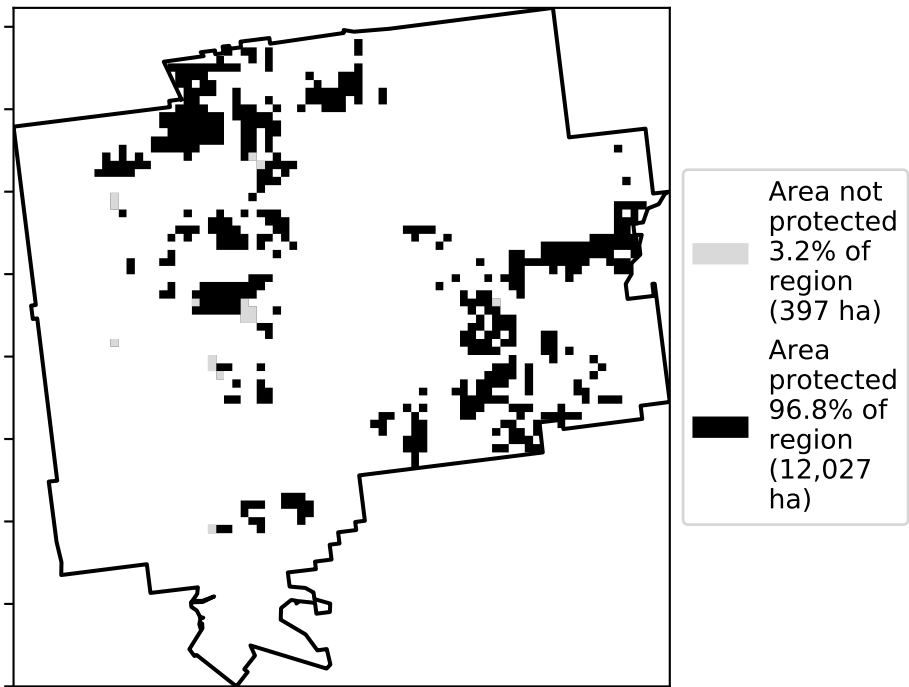 Area not
protected
3.2% of
region
(397 ha)
Area
protected
96.8% of
region
(12,027
ha)